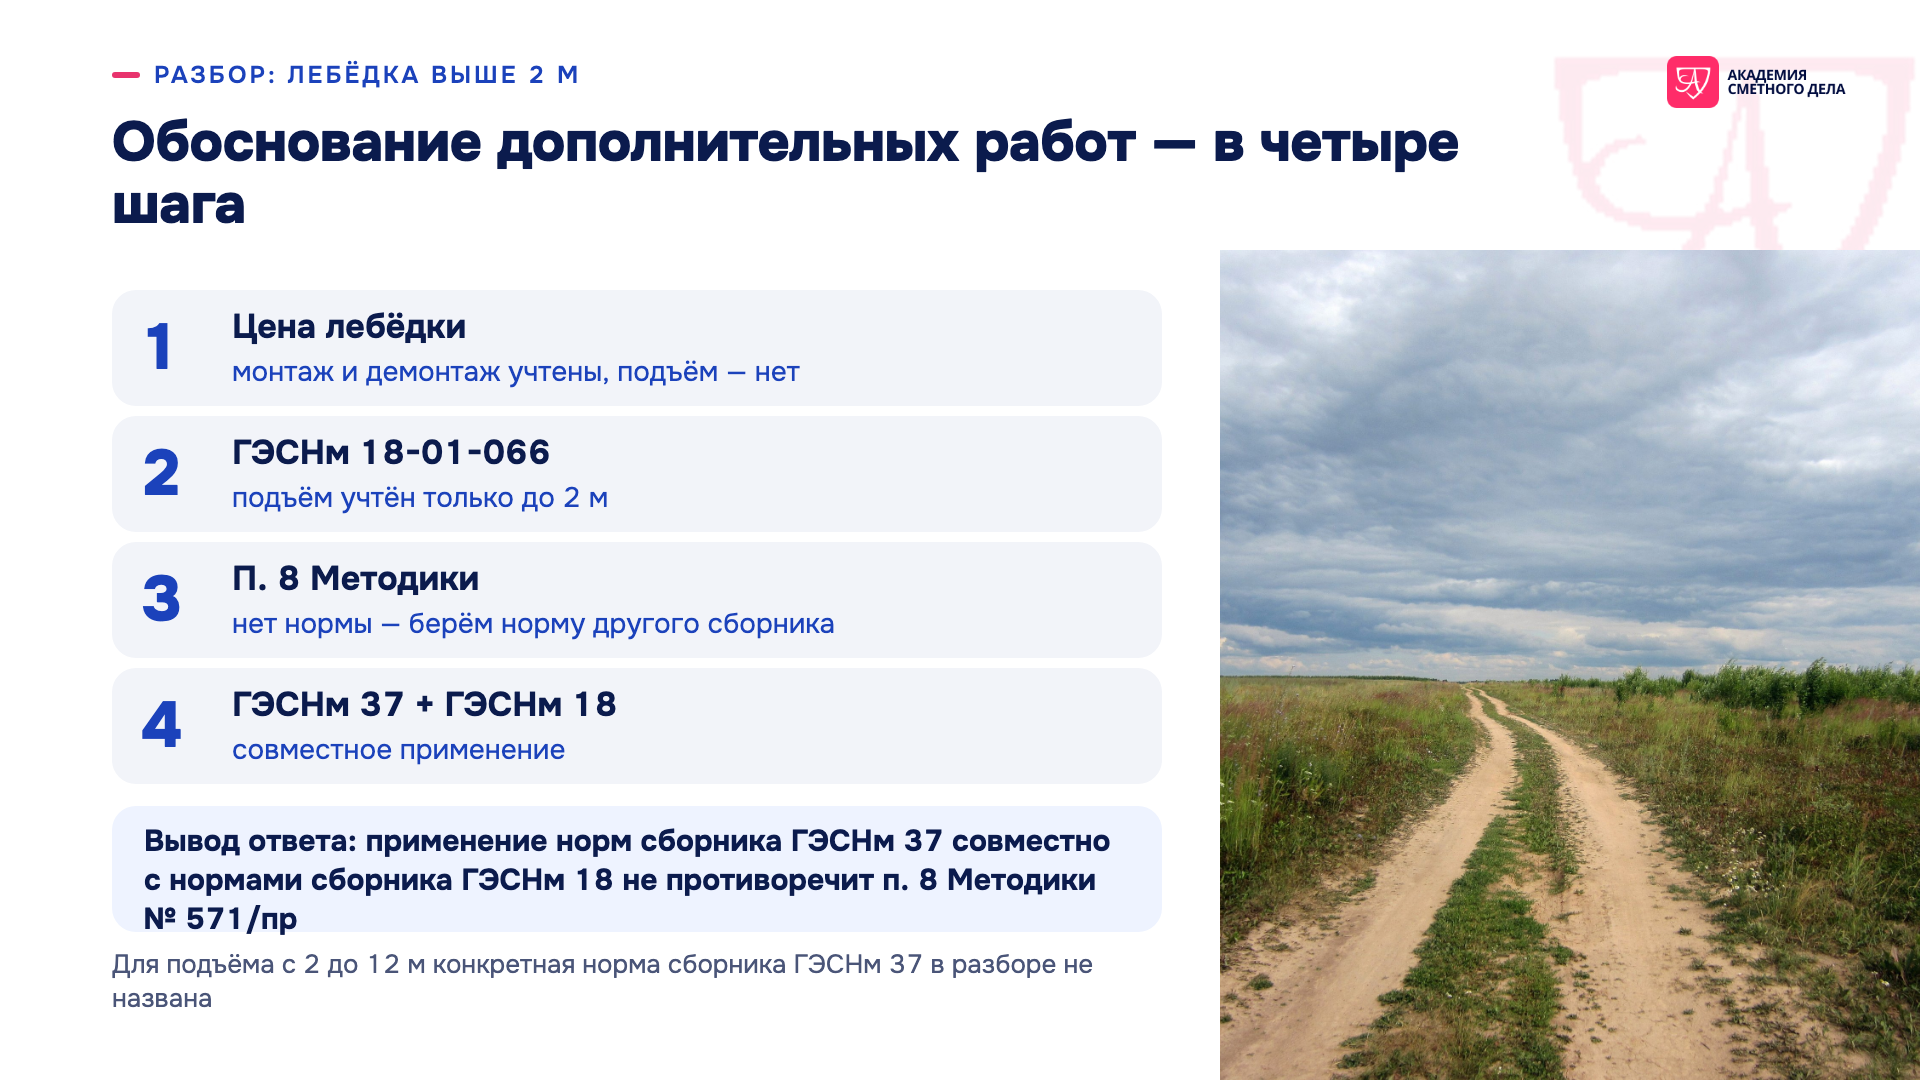 РАЗБОР: ЛЕБЁДКА ВЫШЕ 2 М
АКАДЕМИЯ
СМЕТНОГО ДЕЛА
Обоснование дополнительных работ — в четыре
шага
1
Цена лебёдки
монтаж и демонтаж учтены, подъём — нет
2
ГЭСНм 18-01-066
подъём учтён только до 2 м
3
П. 8 Методики
нет нормы — берём норму другого сборника
4
ГЭСНм 37 + ГЭСНм 18
совместное применение
Вывод ответа: применение норм сборника ГЭСНм 37 совместно
с нормами сборника ГЭСНм 18 не противоречит п. 8 Методики
№ 571/пр
Для подъёма с 2 до 12 м конкретная норма сборника ГЭСНм 37 в разборе не
названа